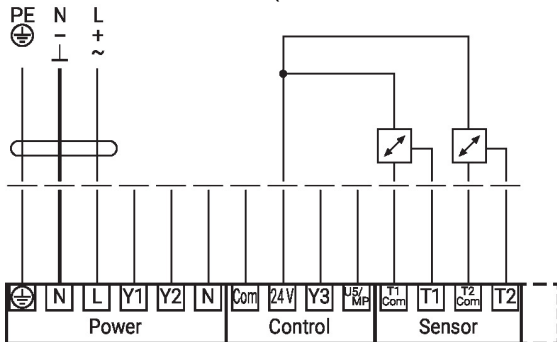 PE N L
− +
⊥ ~
N L Y1 Y2 N Com 24V Y3 U5/MP T1 Com T1 T2 Com T2
Power Control Sensor